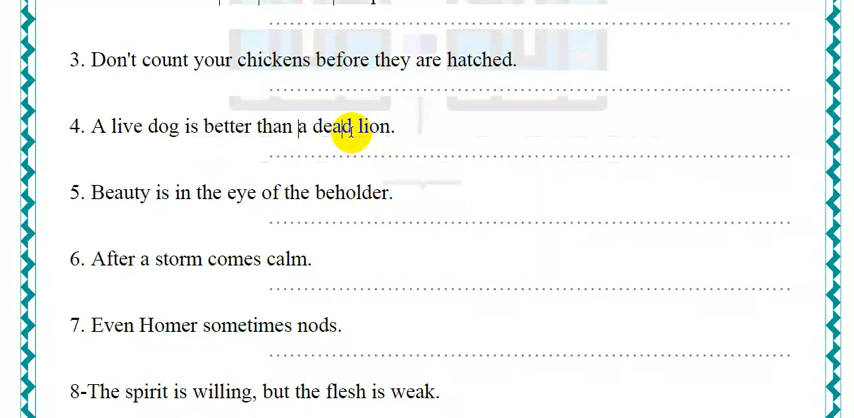 3. Don't count your chickens before they are hatched.
4. A live dog is better than a dead lion.
5. Beauty is in the eye of the beholder.
6. After a storm comes calm.
7. Even Homer sometimes nods.
8-The spirit is willing, but the flesh is weak.